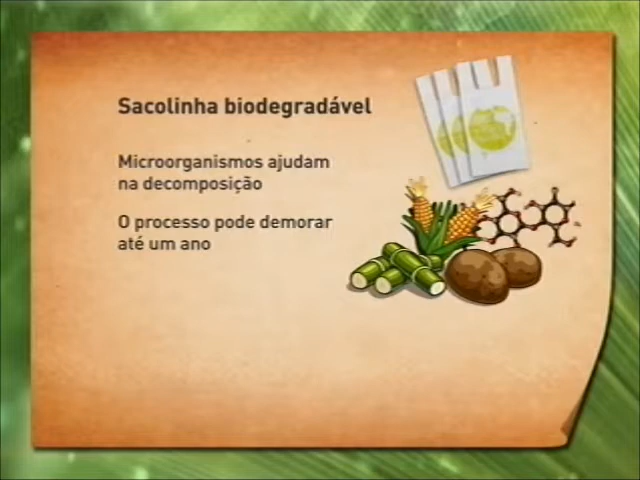 Sacolinha biodegradável
Microorganismos ajudam
na decomposição
O processo pode demorar
até um ano